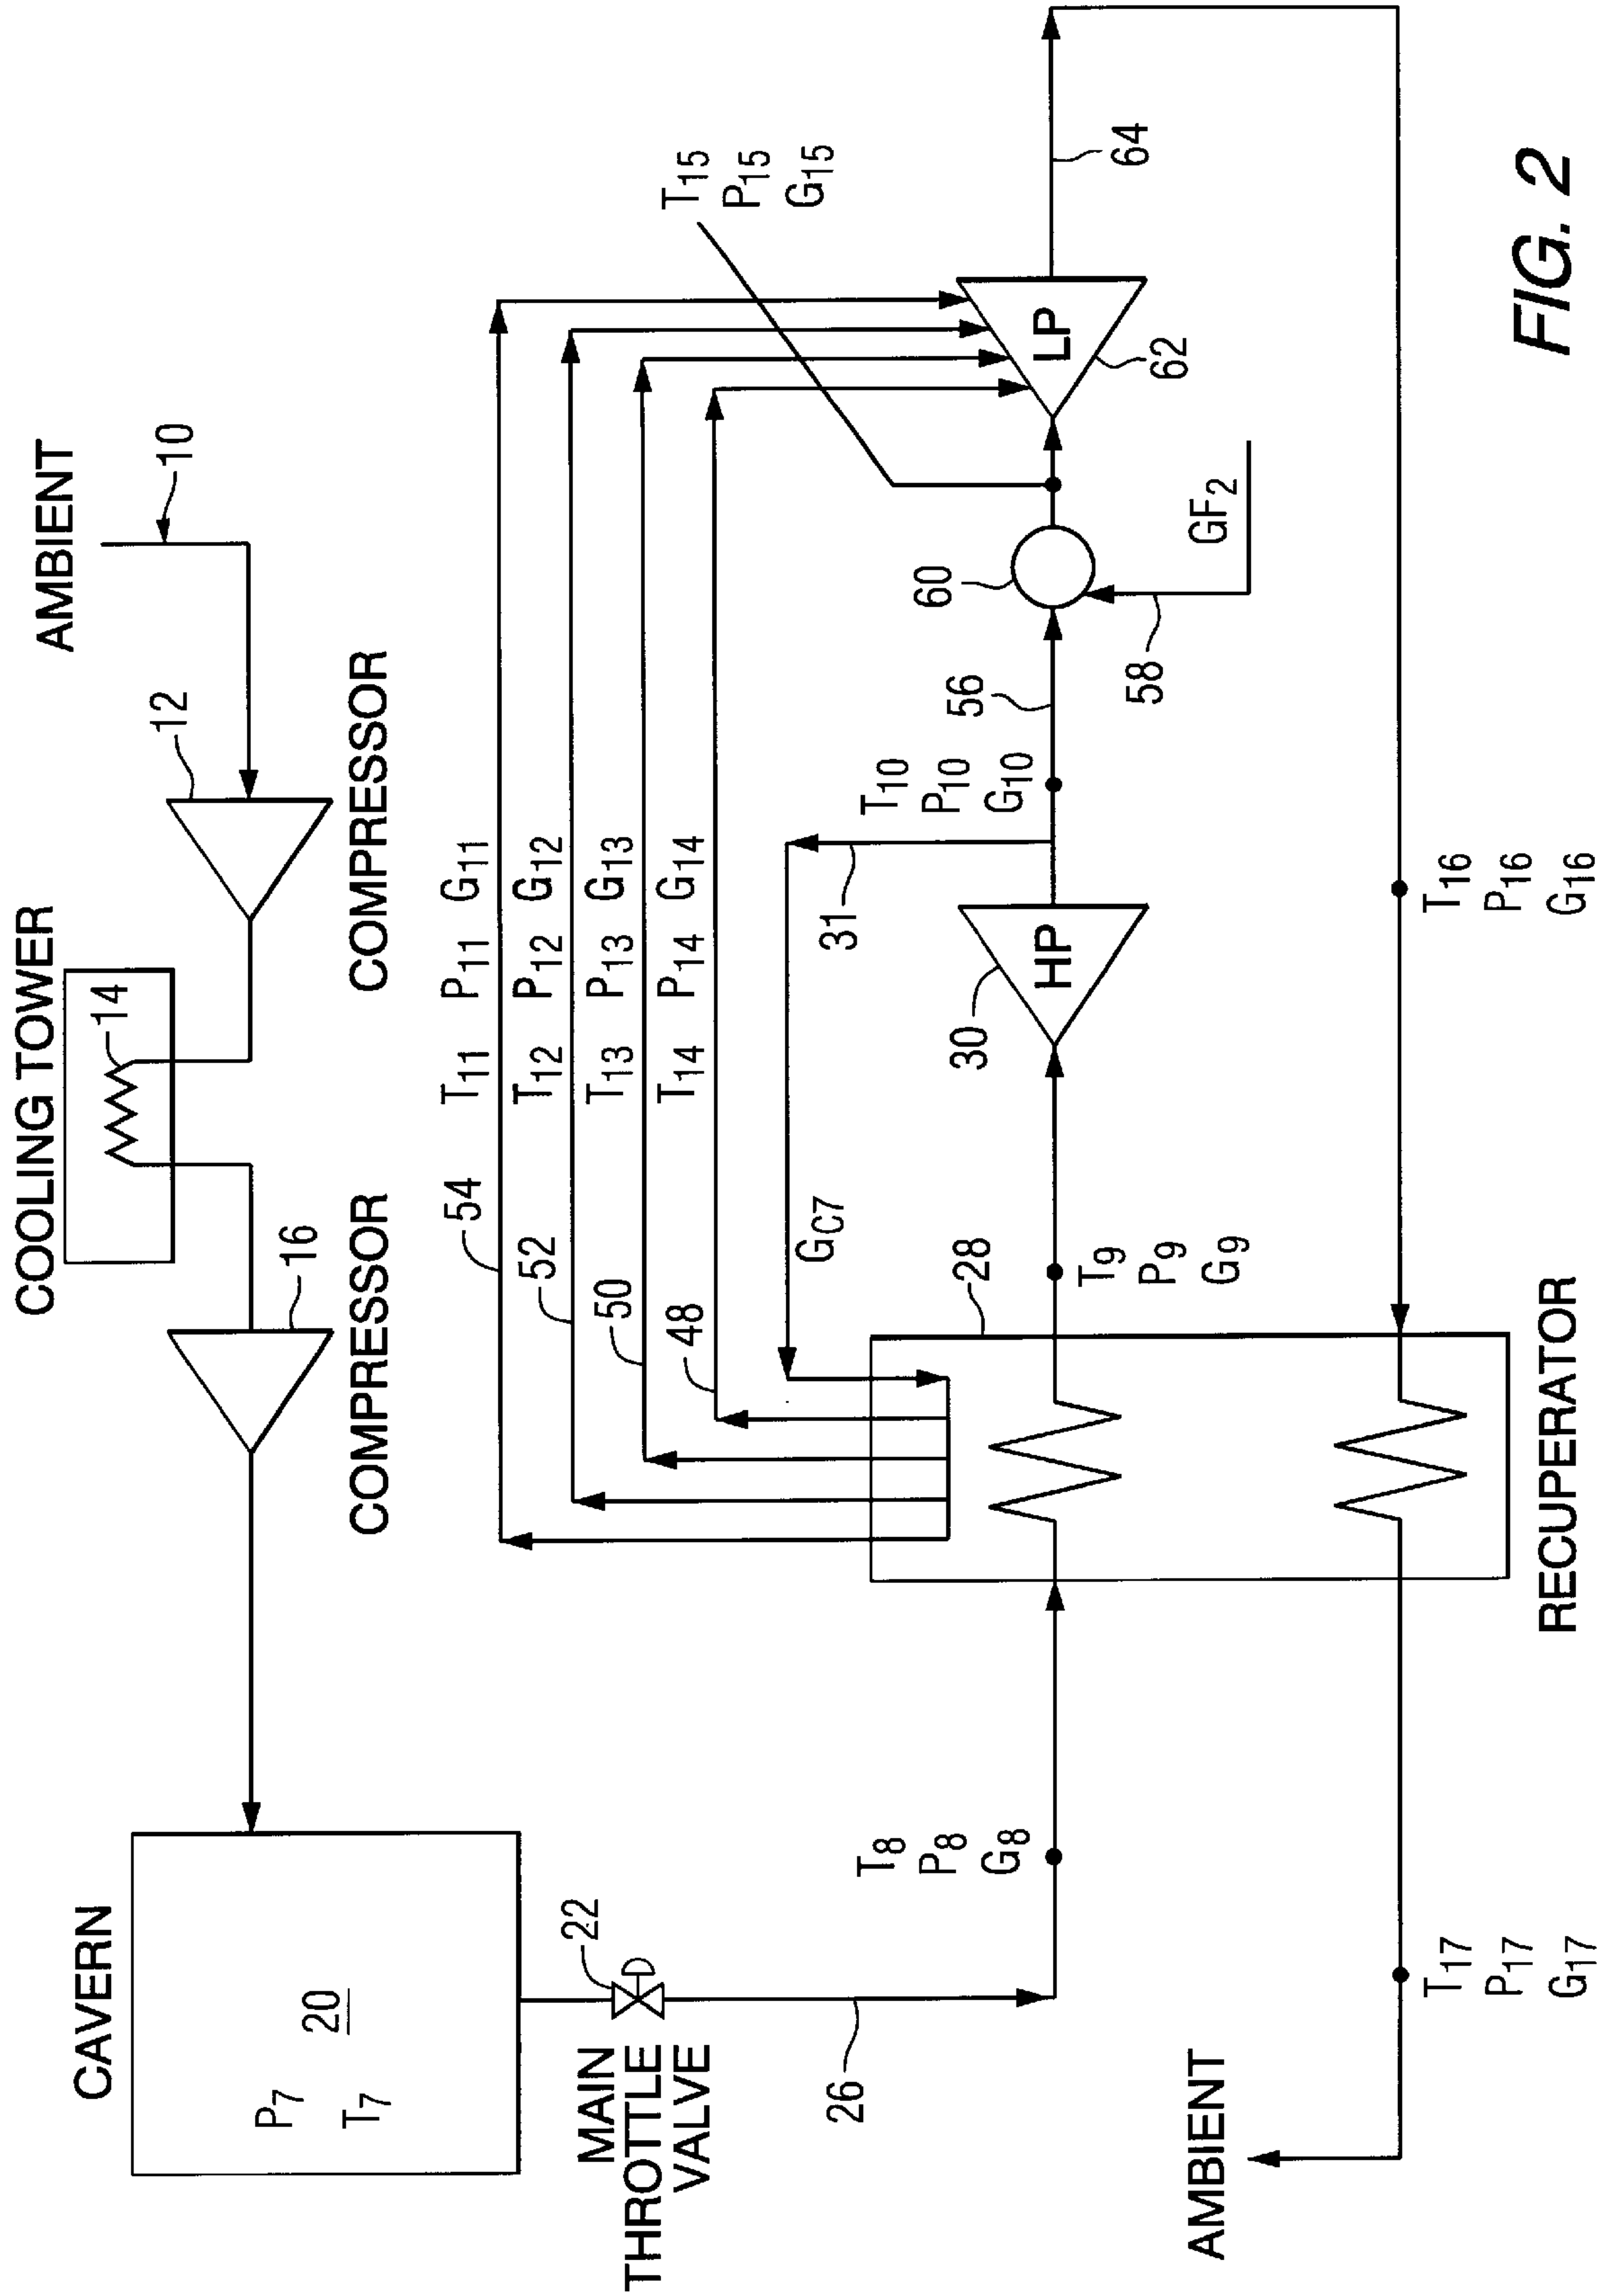 COOLING TOWER
14
AMBIENT
10
12
COMPRESSOR
16
COMPRESSOR
CAVERN
P7
20
T7
22
MAIN
THROTTLE
VALVE
26
54
T11 P11 G11
52
T12 P12 G12
50
T13 P13 G13
48
T14 P14 G14
GC7
31
T15
P15
G15
T8
P8
G8
28
T9
P9
G9
30
HP
T10
P10
G10
56
60
58
GF2
LP
62
64
AMBIENT
T17
P17
G17
RECUPERATOR
T16
P16
G16
FIG. 2